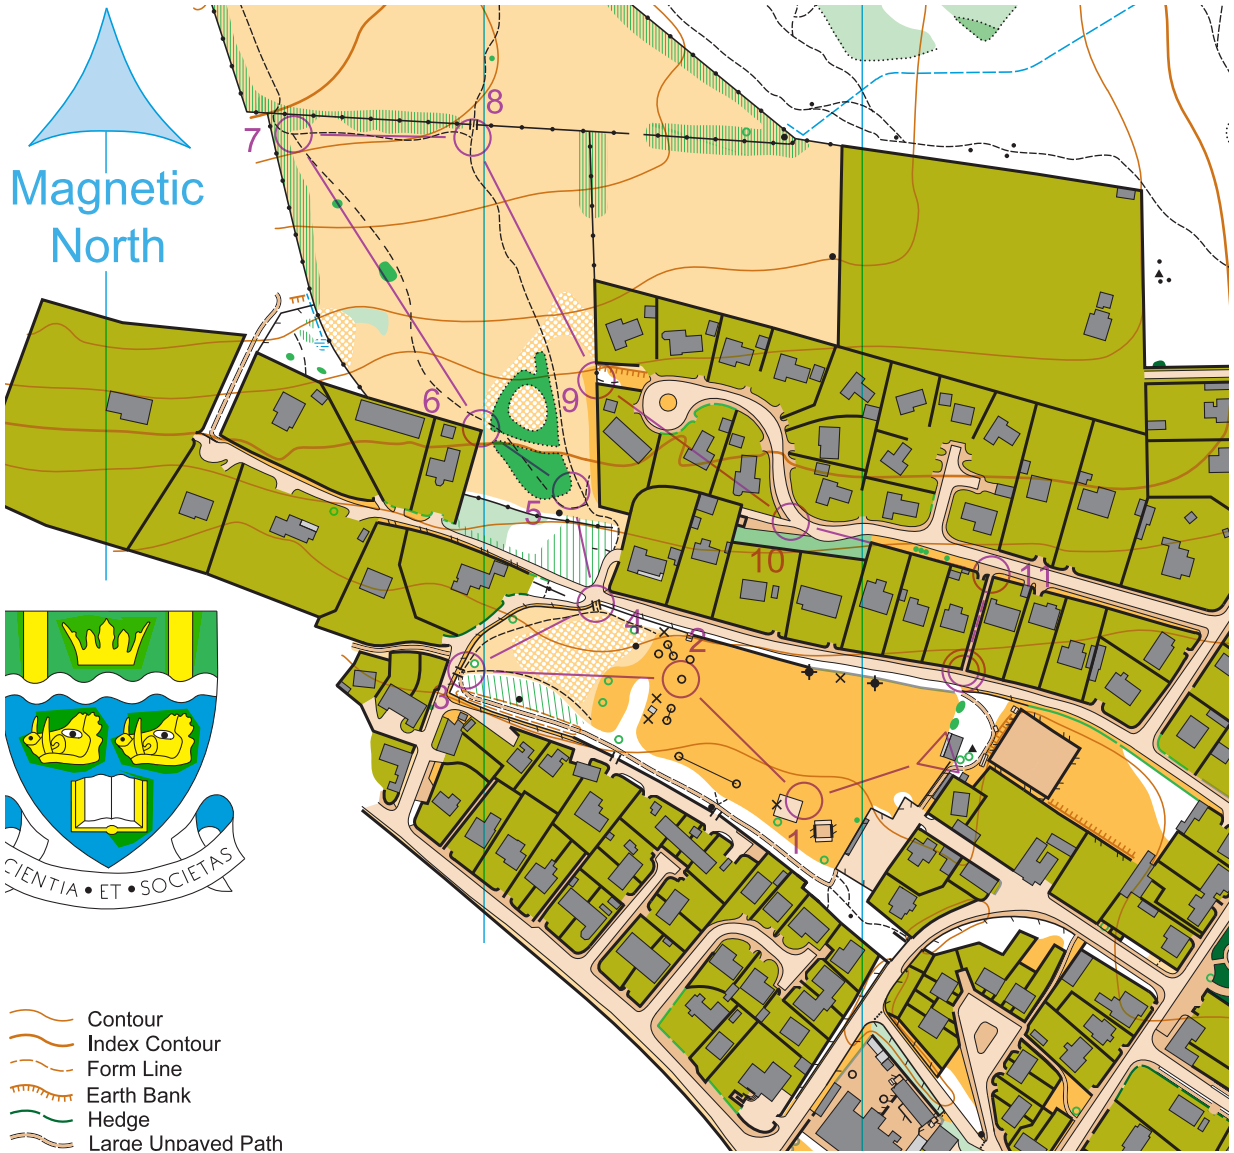 8
7
Magnetic
North
6
9
5
10
11
4
2
3
1
CIENTIA • ET • SOCIETAS
Contour
Index Contour
Form Line
Earth Bank
Hedge
Large Unpaved Path